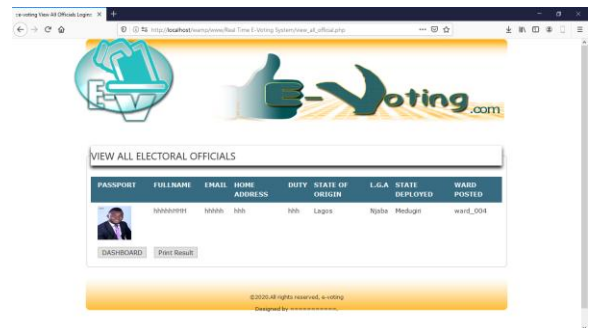 e-voting View All Officials Logins
http://localhost/wamp/www/Real Time E-Voting System/view_all_official.php
E-V
E-Voting.com
VIEW ALL ELECTORAL OFFICIALS
PASSPORT FULLNAME EMAIL HOME ADDRESS DUTY STATE OF ORIGIN L.G.A STATE DEPLOYED WARD POSTED
hhhhhHHH hhhhh hhh hhh Lagos Njaba Medugiri ward_004
DASHBOARD Print Result
©2020.All rights reserved, e-voting
Designed by